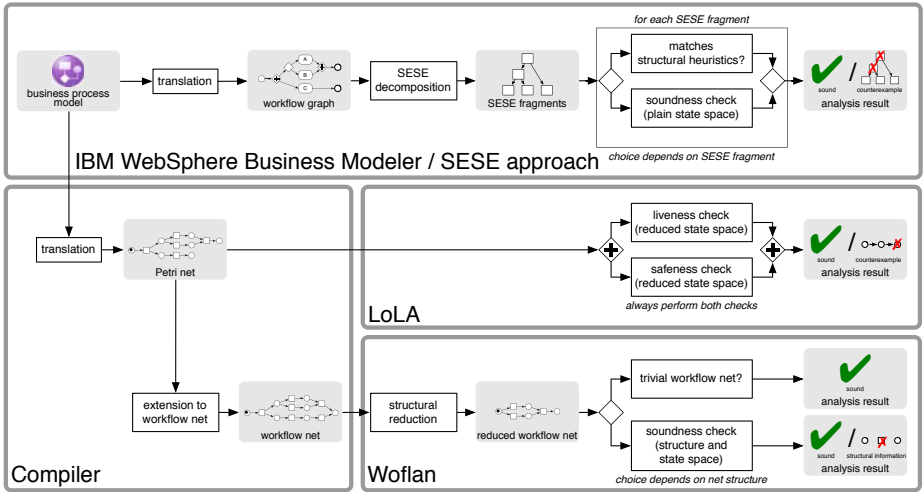 for each SESE fragment
business process
model
translation
A
B
C
workflow graph
SESE
decomposition
SESE fragments
matches
structural heuristics?
soundness check
(plain state space)
choice depends on SESE fragment
/
sound
counterexample
analysis result
IBM WebSphere Business Modeler / SESE approach
translation
Petri net
extension to
workflow net
workflow net
Compiler
liveness check
(reduced state space)
safeness check
(reduced state space)
always perform both checks
/
sound
counterexample
analysis result
LoLA
structural
reduction
reduced workflow net
trivial workflow net?
sound
analysis result
soundness check
(structure and
state space)
choice depends on net structure
/
sound
structural information
analysis result
Woflan